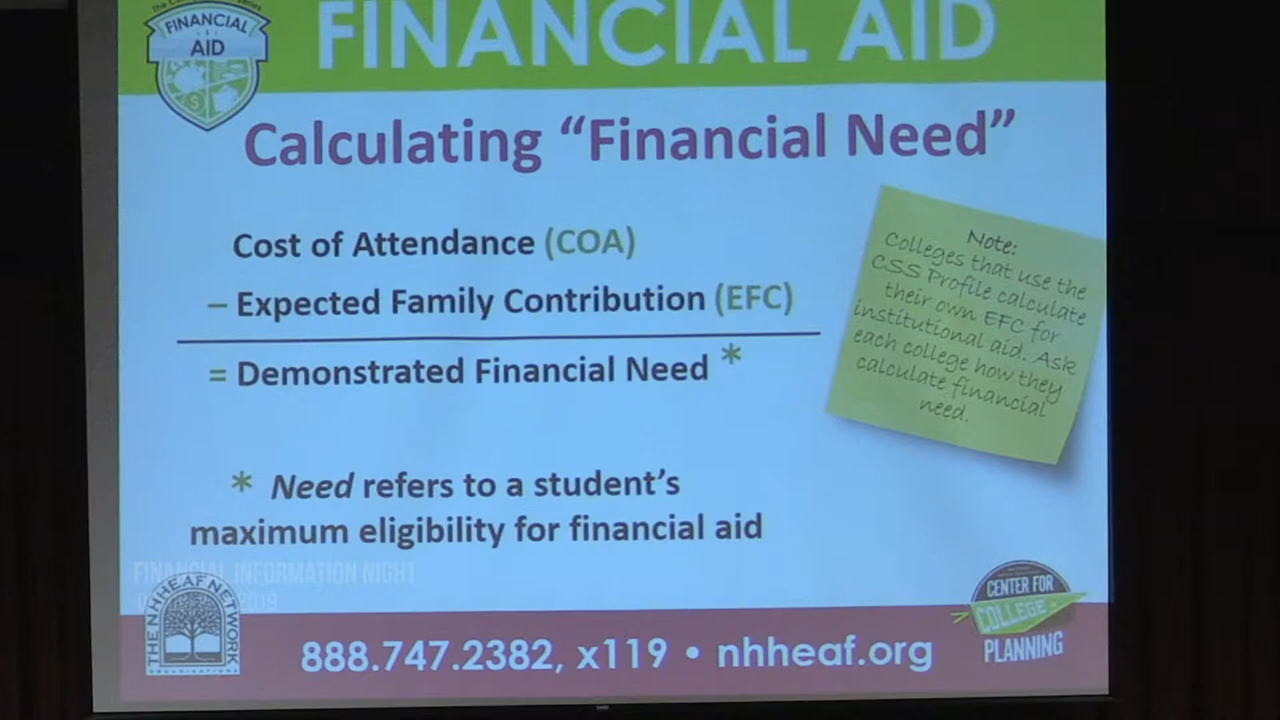 FINANCIAL AID
FINANCIAL
AID
Calculating “Financial Need”
Cost of Attendance (COA)
– Expected Family Contribution (EFC)
= Demonstrated Financial Need *
Note:
Colleges that use the
CSS Profile calculate
their own EFC for
institutional aid. Ask
each college how they
calculate financial
need.
* Need refers to a student’s
maximum eligibility for financial aid
FINANCIAL INFORMATION NIGHT
2019
THE NHHEAF NETWORK
888.747.2382, x119 • nhheaf.org
CENTER FOR
COLLEGE
PLANNING